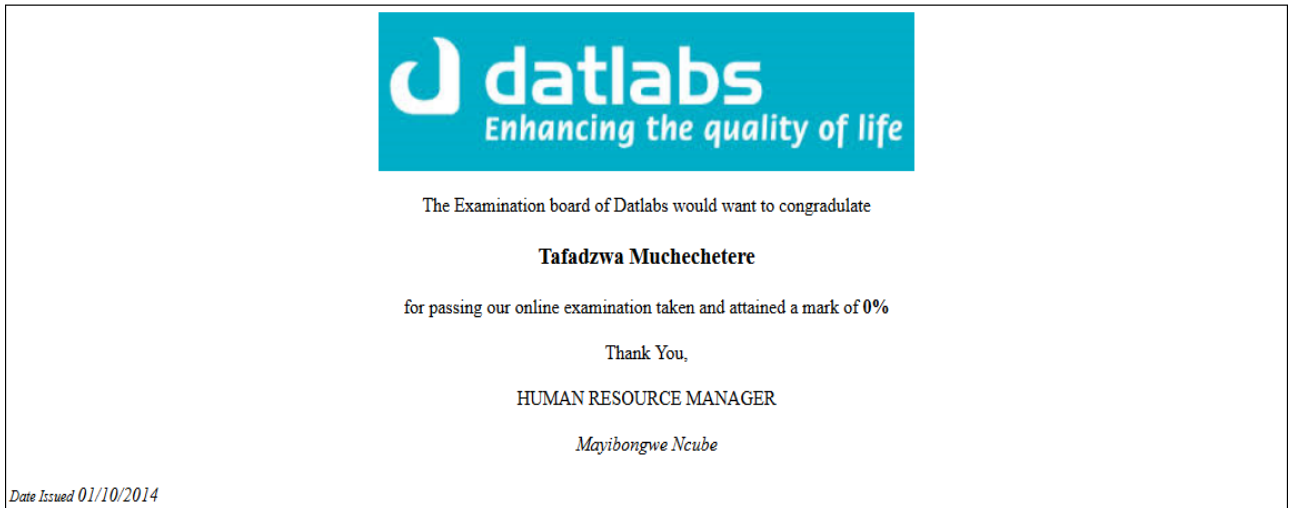 datlabs
Enhancing the quality of life
The Examination board of Datlabs would want to congradulate
Tafadzwa Muchechetere
for passing our online examination taken and attained a mark of 0%
Thank You,
HUMAN RESOURCE MANAGER
Mayibongwe Ncube
Date Issued 01/10/2014